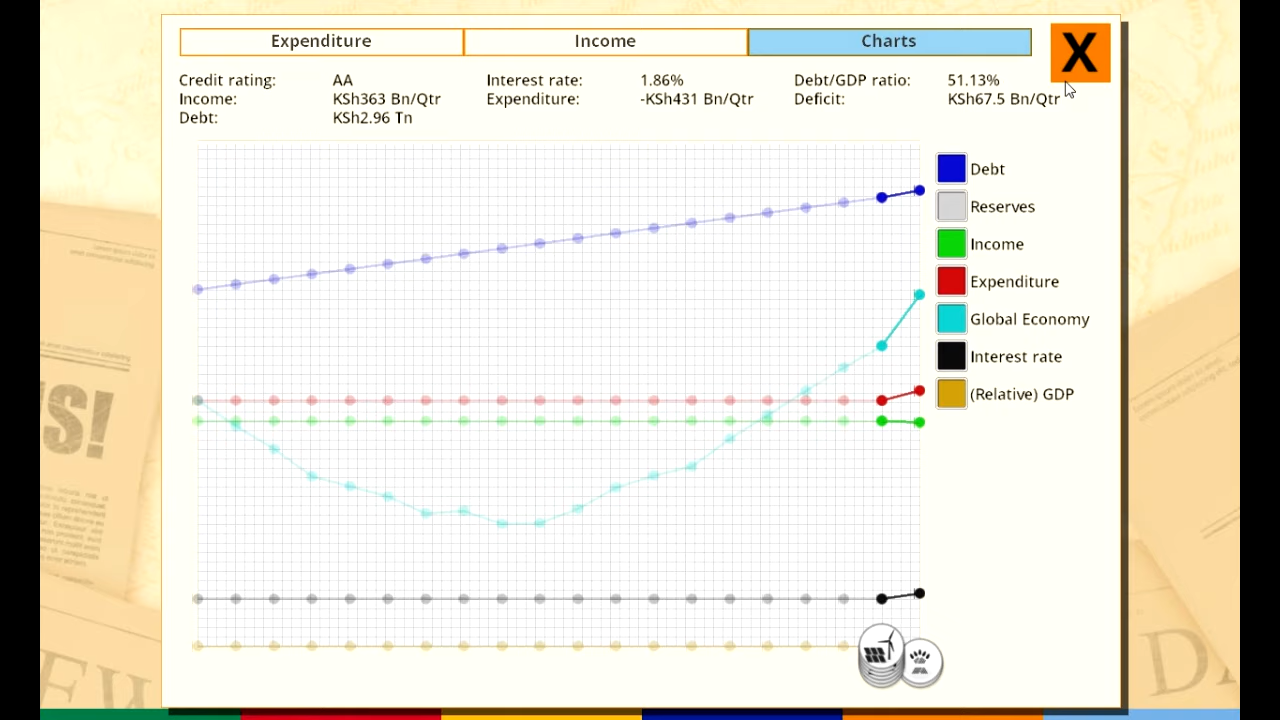 Expenditure
Income
Charts
X
Credit rating: AA Interest rate: 1.86% Debt/GDP ratio: 51.13%
Income: KSh363 Bn/Qtr Expenditure: -KSh431 Bn/Qtr Deficit: KSh67.5 Bn/Qtr
Debt: KSh2.96 Tn
Debt
Reserves
Income
Expenditure
Global Economy
Interest rate
(Relative) GDP
S!